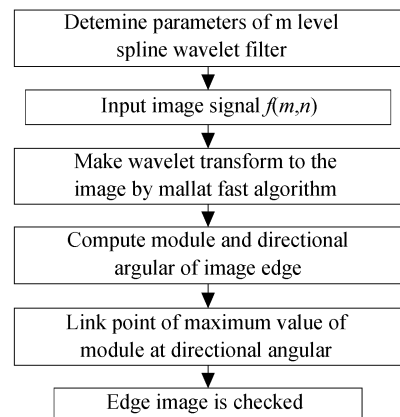 Detemine parameters of m level
spline wavelet filter
Input image signal f(m,n)
Make wavelet transform to the
image by mallat fast algorithm
Compute module and directional
angular of image edge
Link point of maximum value of
module at directional angular
Edge image is checked